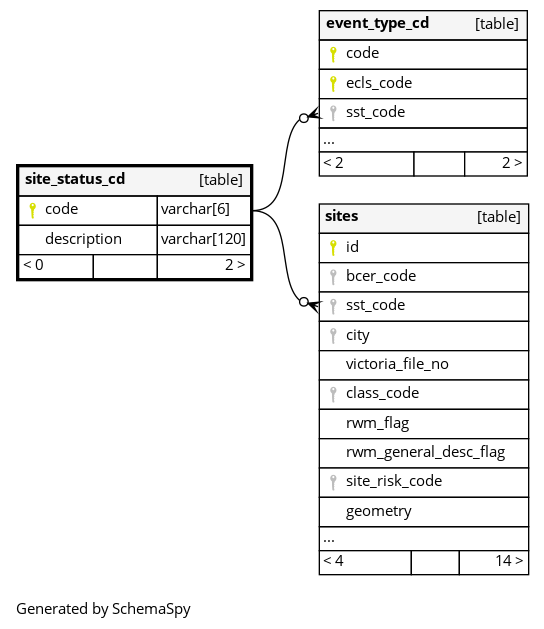 site_status_cd [table]
code varchar[6]
description varchar[120]
< 0 2 >
event_type_cd [table]
code
ecls_code
sst_code
...
< 2 2 >
sites [table]
id
bcer_code
sst_code
city
victoria_file_no
class_code
rwm_flag
rwm_general_desc_flag
site_risk_code
geometry
...
< 4 14 >
Generated by SchemaSpy